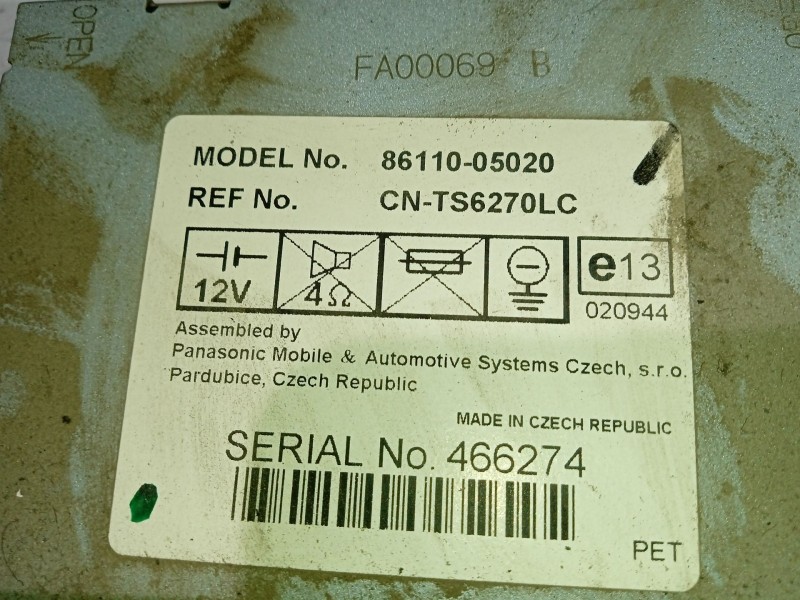 OPEN
FA00069 B
MODEL No. 86110-05020
REF No. CN-TS6270LC
12V
4Ω
e13
020944
Assembled by
Panasonic Mobile & Automotive Systems Czech, s.r.o.
Pardubice, Czech Republic
MADE IN CZECH REPUBLIC
SERIAL No. 466274
PET